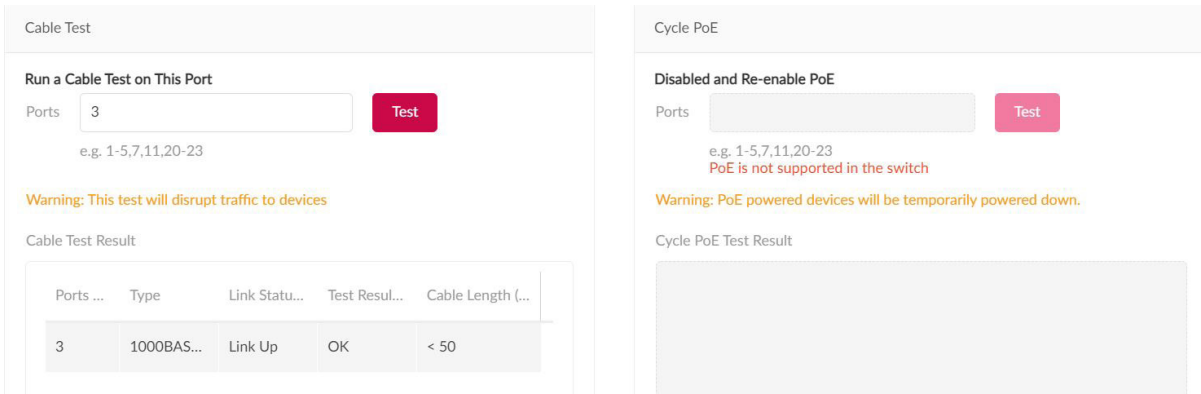 Cable Test
Run a Cable Test on This Port
Ports 3 Test
e.g. 1-5,7,11,20-23
Warning: This test will disrupt traffic to devices
Cable Test Result
Ports ... Type Link Statu... Test Resul... Cable Length (...
3 1000BAS... Link Up OK < 50
Cycle PoE
Disabled and Re-enable PoE
Ports Test
e.g. 1-5,7,11,20-23
PoE is not supported in the switch
Warning: PoE powered devices will be temporarily powered down.
Cycle PoE Test Result